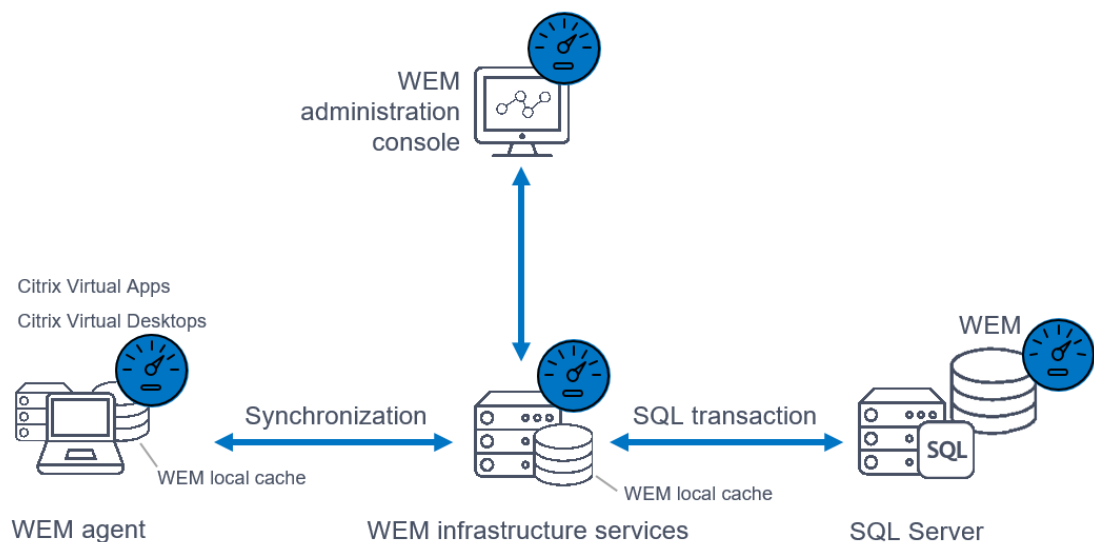 WEM
administration
console
Citrix Virtual Apps
Citrix Virtual Desktops
WEM
Synchronization
SQL transaction
SQL
WEM local cache
WEM local cache
WEM agent
WEM infrastructure services
SQL Server